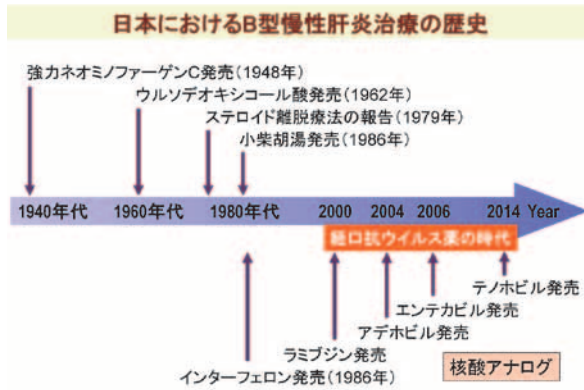 日本におけるB型慢性肝炎治療の歴史
強力ネオミノファーゲンC発売(1948年)
ウルソデオキシコール酸発売(1962年)
ステロイド離脱療法の報告(1979年)
小柴胡湯発売(1986年)
1940年代 1960年代 1980年代 2000 2004 2006 2014 Year
経口抗ウイルス薬の時代
テノホビル発売
エンテカビル発売
アデホビル発売
ラミブジン発売
核酸アナログ
インターフェロン発売(1986年)